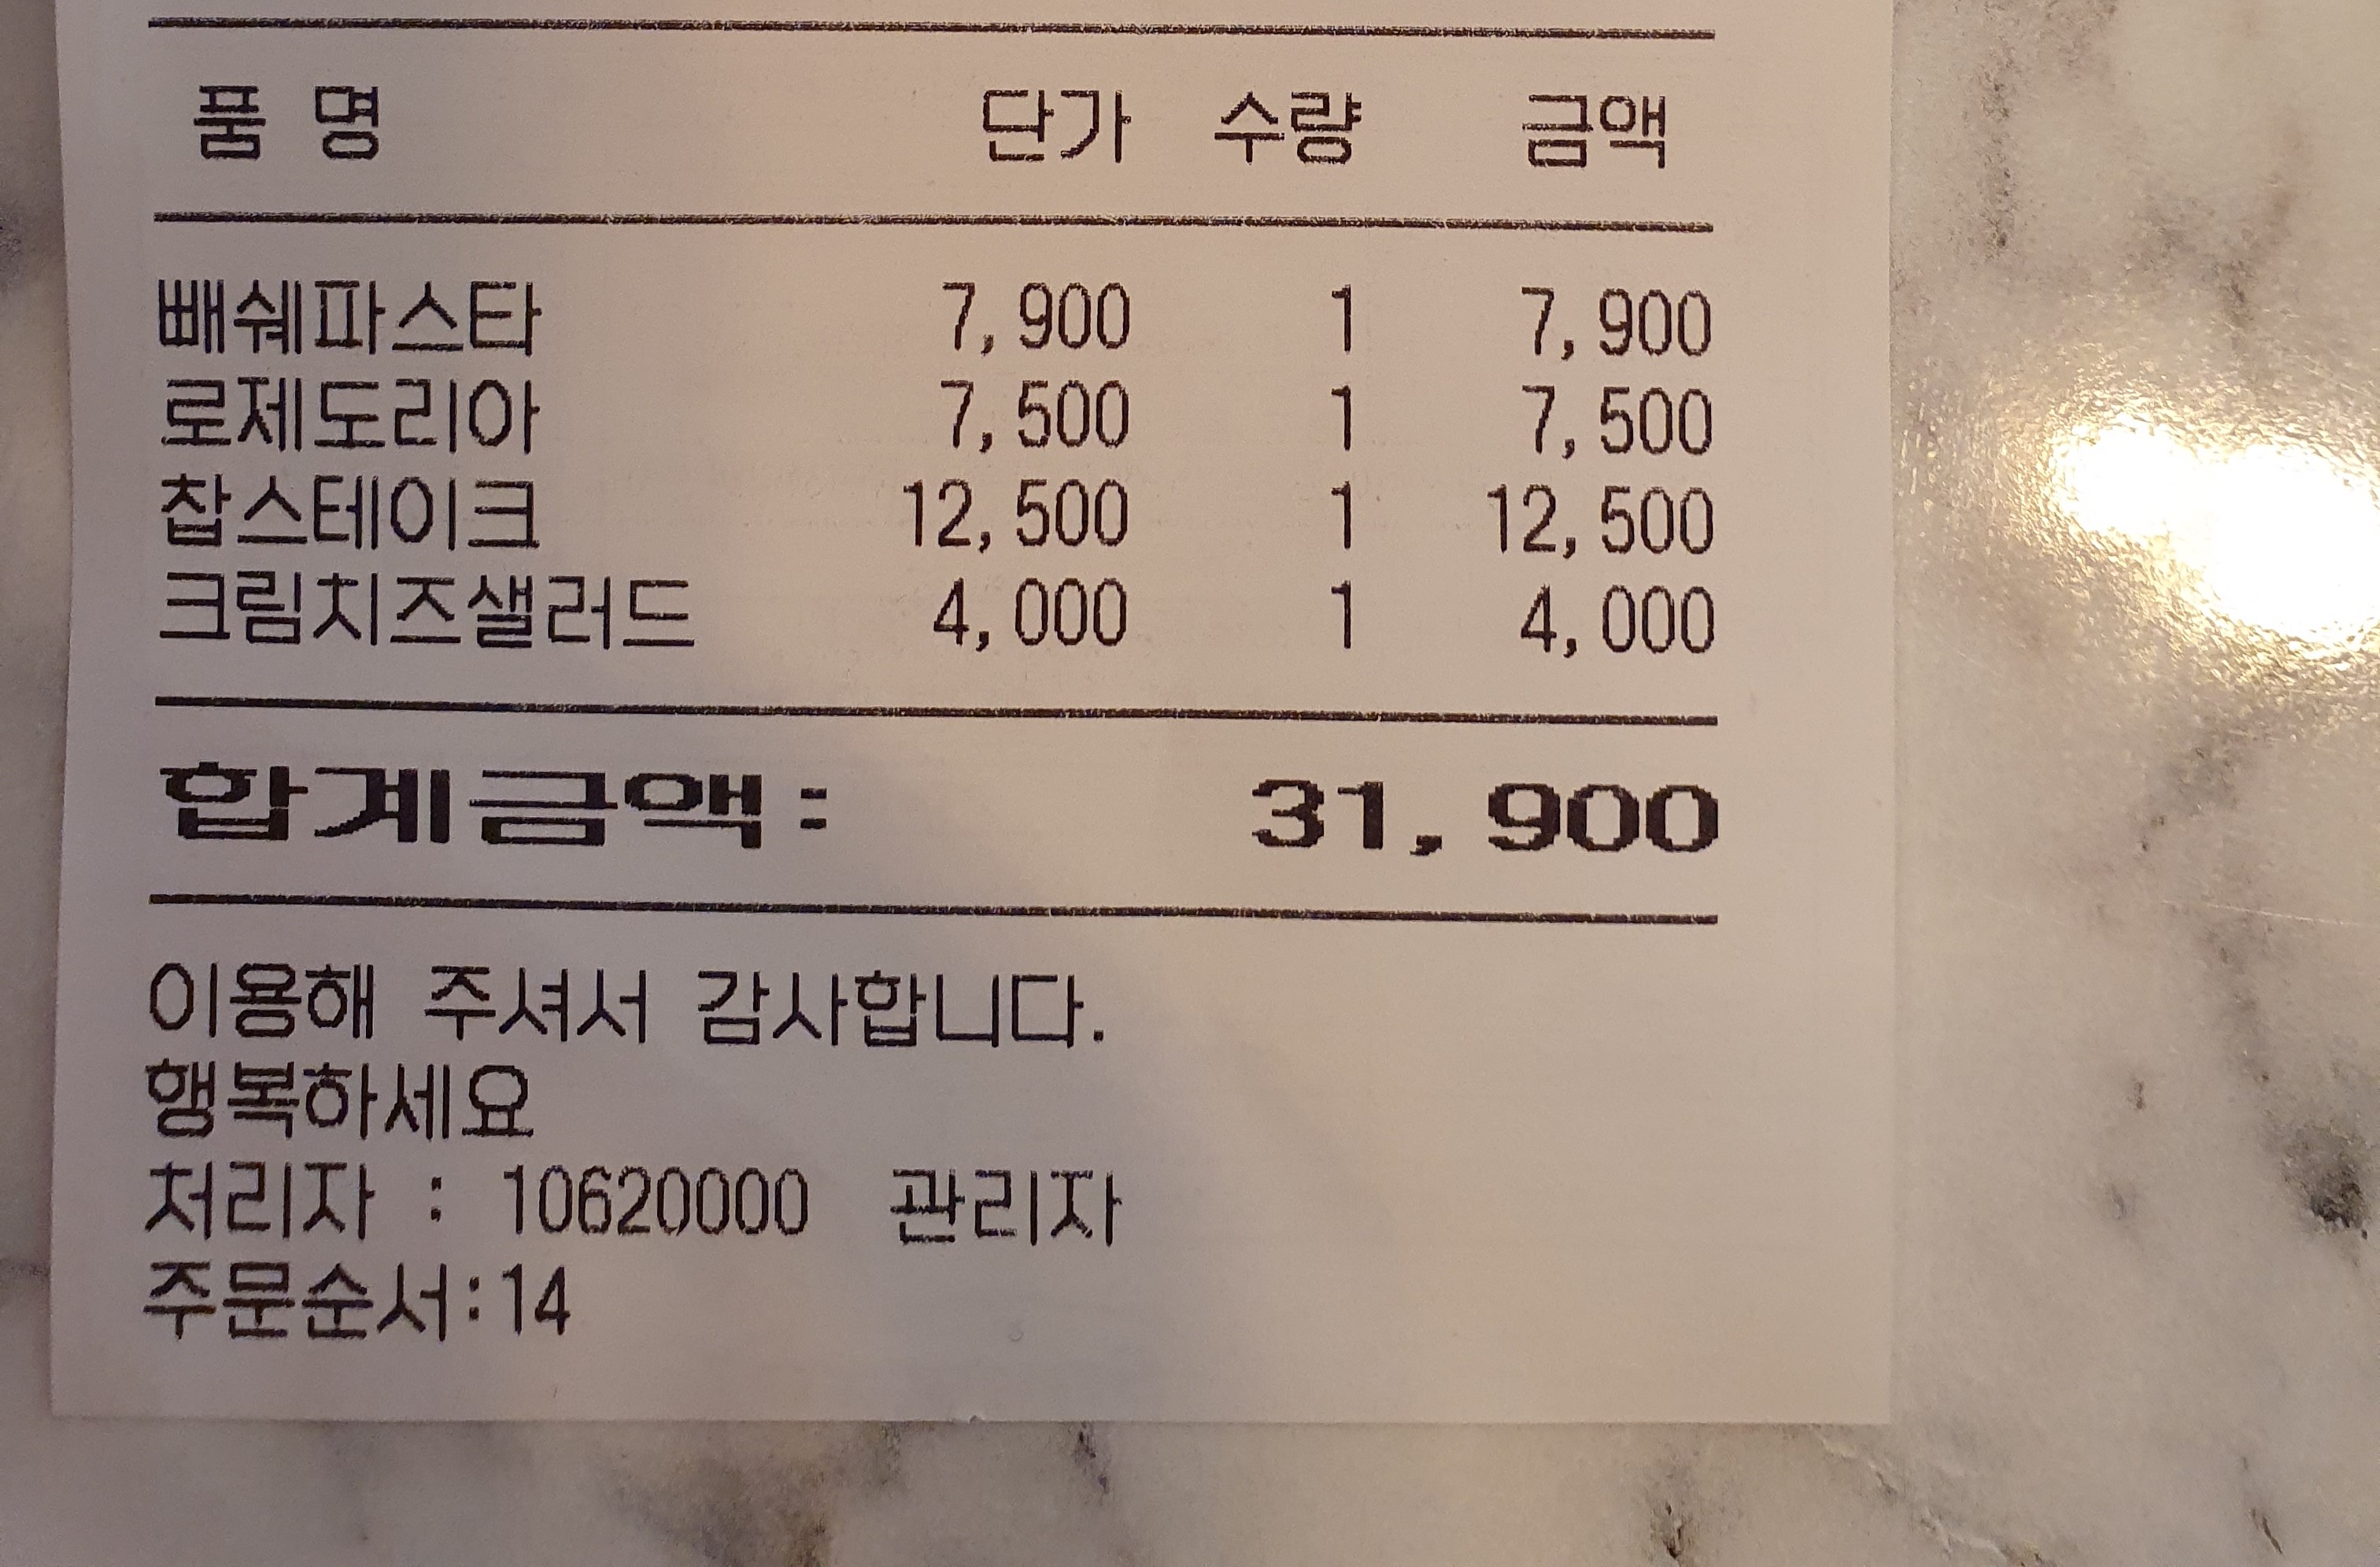 품 명 단가 수량 금액
빼쉐파스타 7,900 1 7,900
로제도리아 7,500 1 7,500
찹스테이크 12,500 1 12,500
크림치즈샐러드 4,000 1 4,000
합계금액: 31,900
이용해 주셔서 감사합니다.
행복하세요
처리자 : 10620000 관리자
주문순서:14